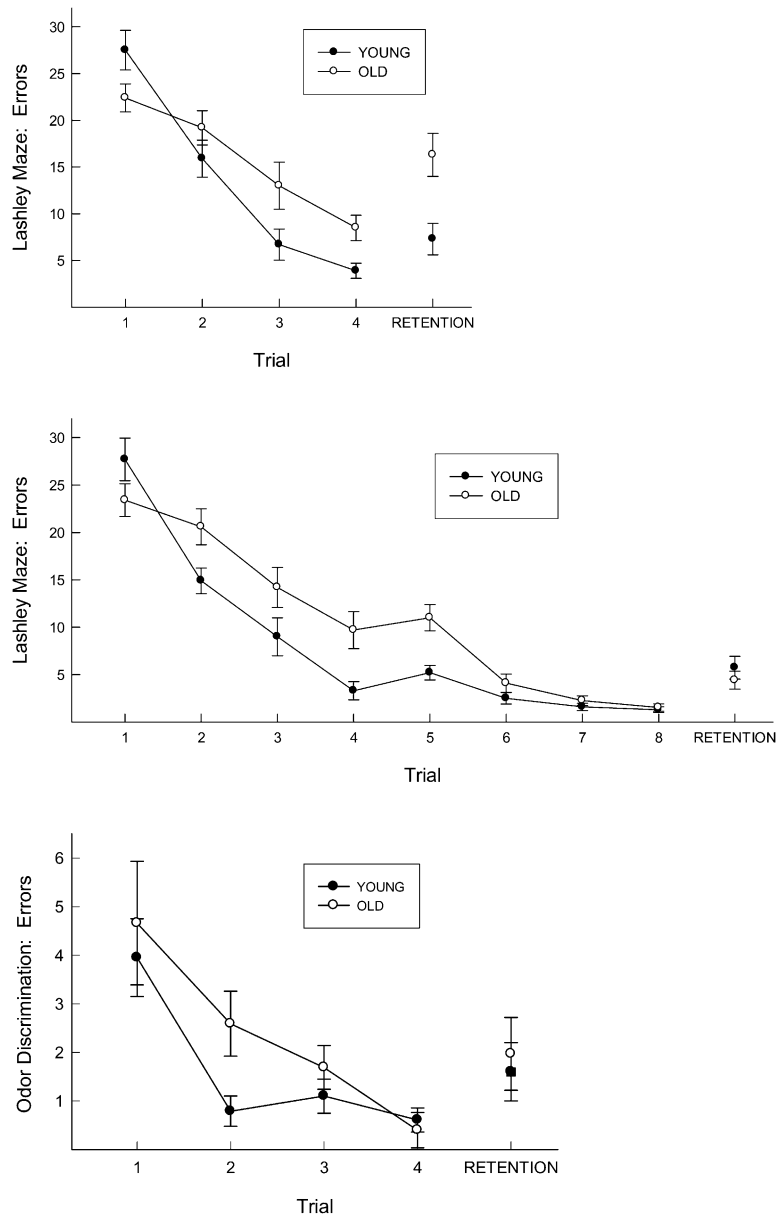 Lashley Maze: Errors
30
25
20
15
10
5
YOUNG
OLD
1 2 3 4 RETENTION
Trial
Lashley Maze: Errors
30
25
20
15
10
5
YOUNG
OLD
1 2 3 4 5 6 7 8 RETENTION
Trial
Odor Discrimination: Errors
6
5
4
3
2
1
YOUNG
OLD
1 2 3 4 RETENTION
Trial